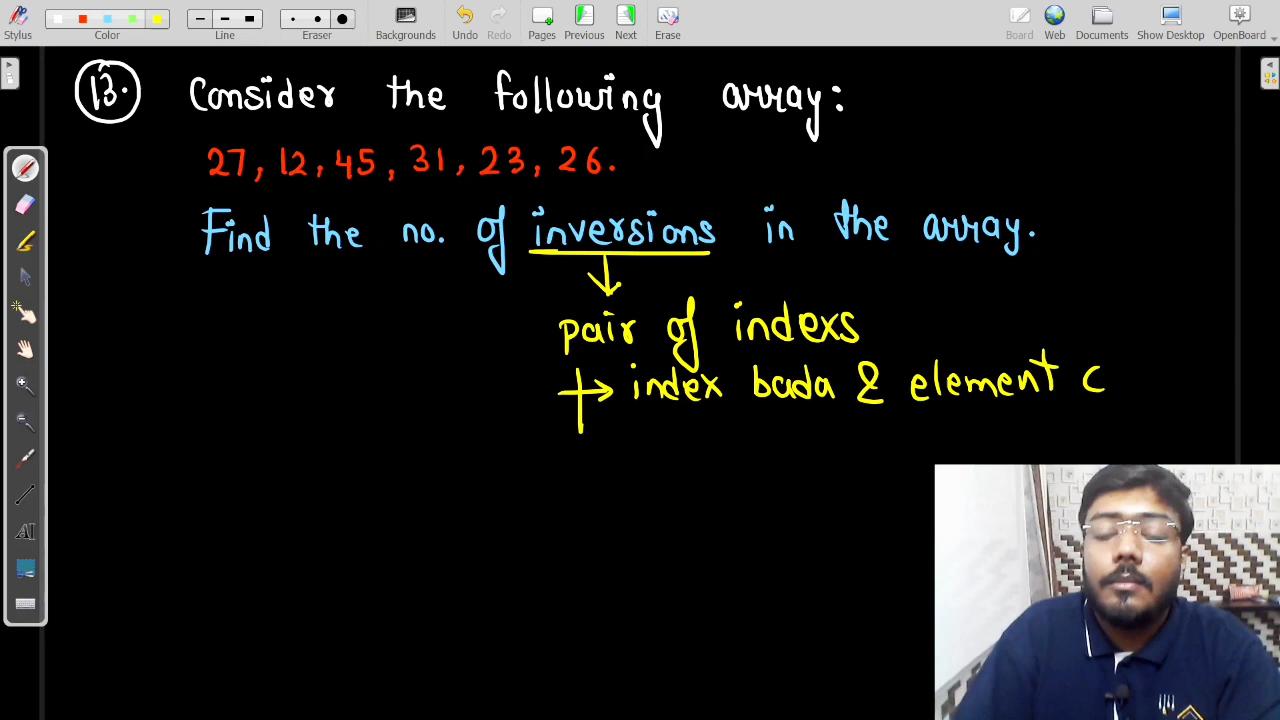 Stylus Color Line Eraser Backgrounds Undo Redo Pages Previous Next Erase Board Web Documents Show Desktop OpenBoard
13. Consider the following array:
27, 12, 45, 31, 23, 26.
Find the no. of inversions in the array.
pair of indexs
index bada & element c
AI